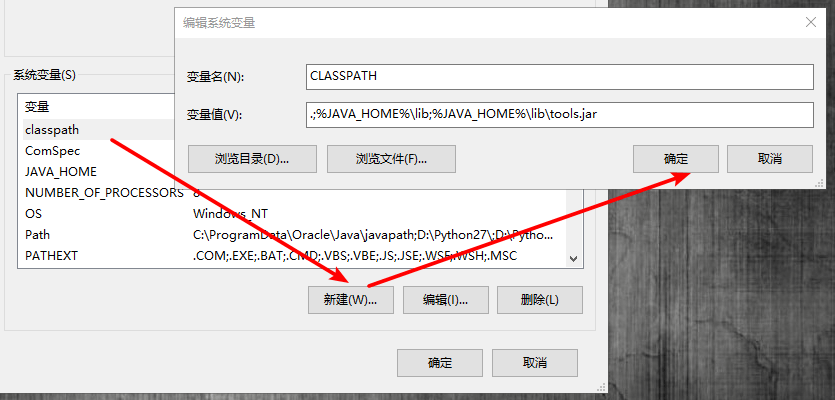 编辑系统变量
变量名(N):
CLASSPATH
变量值(V):
.;%JAVA_HOME%\lib;%JAVA_HOME%\lib\tools.jar
浏览目录(D)...
浏览文件(F)...
确定
取消
系统变量(S)
变量
classpath
ComSpec
JAVA_HOME
NUMBER_OF_PROCESSORS
OS Windows_NT
Path C:\ProgramData\Oracle\Java\javapath;D:\Python27\;D:\Pytho...
PATHEXT .COM;.EXE;.BAT;.CMD;.VBS;.VBE;.JS;.JSE;.WSF;.WSH;.MSC
新建(W)...
编辑(I)...
删除(L)
确定
取消